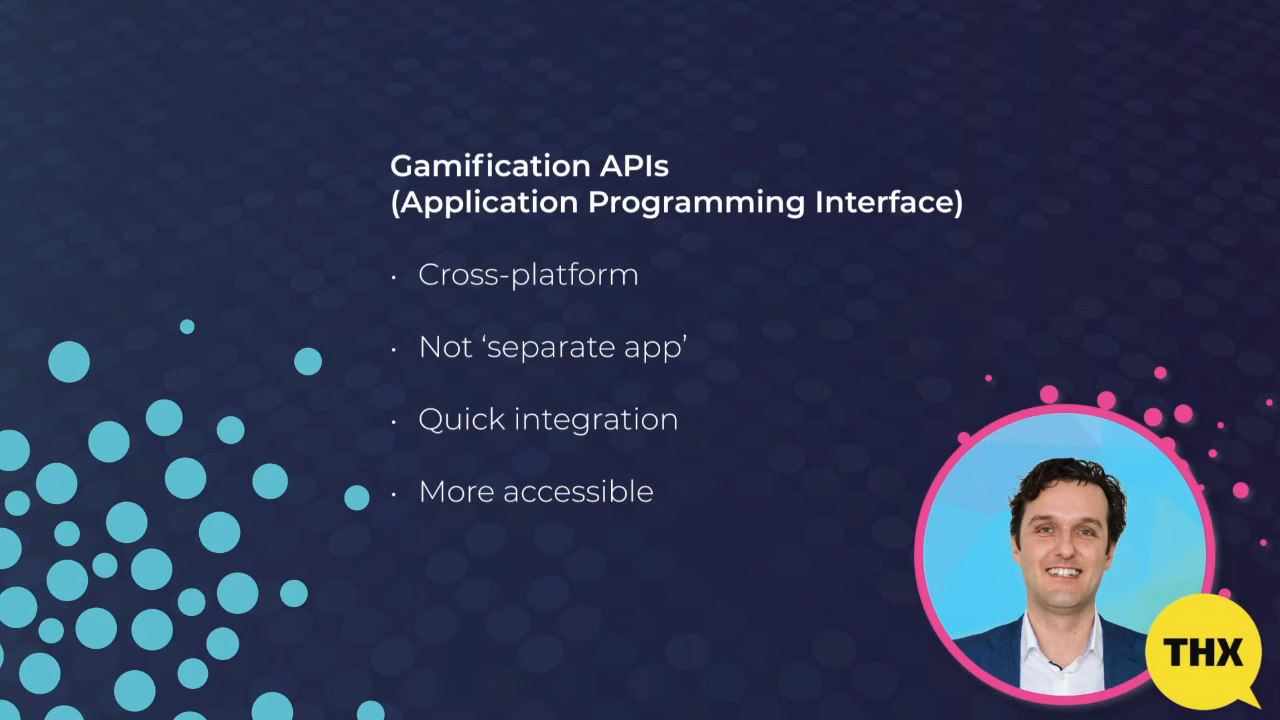 Gamification APIs
(Application Programming Interface)
· Cross-platform
· Not ‘separate app’
· Quick integration
· More accessible
THX